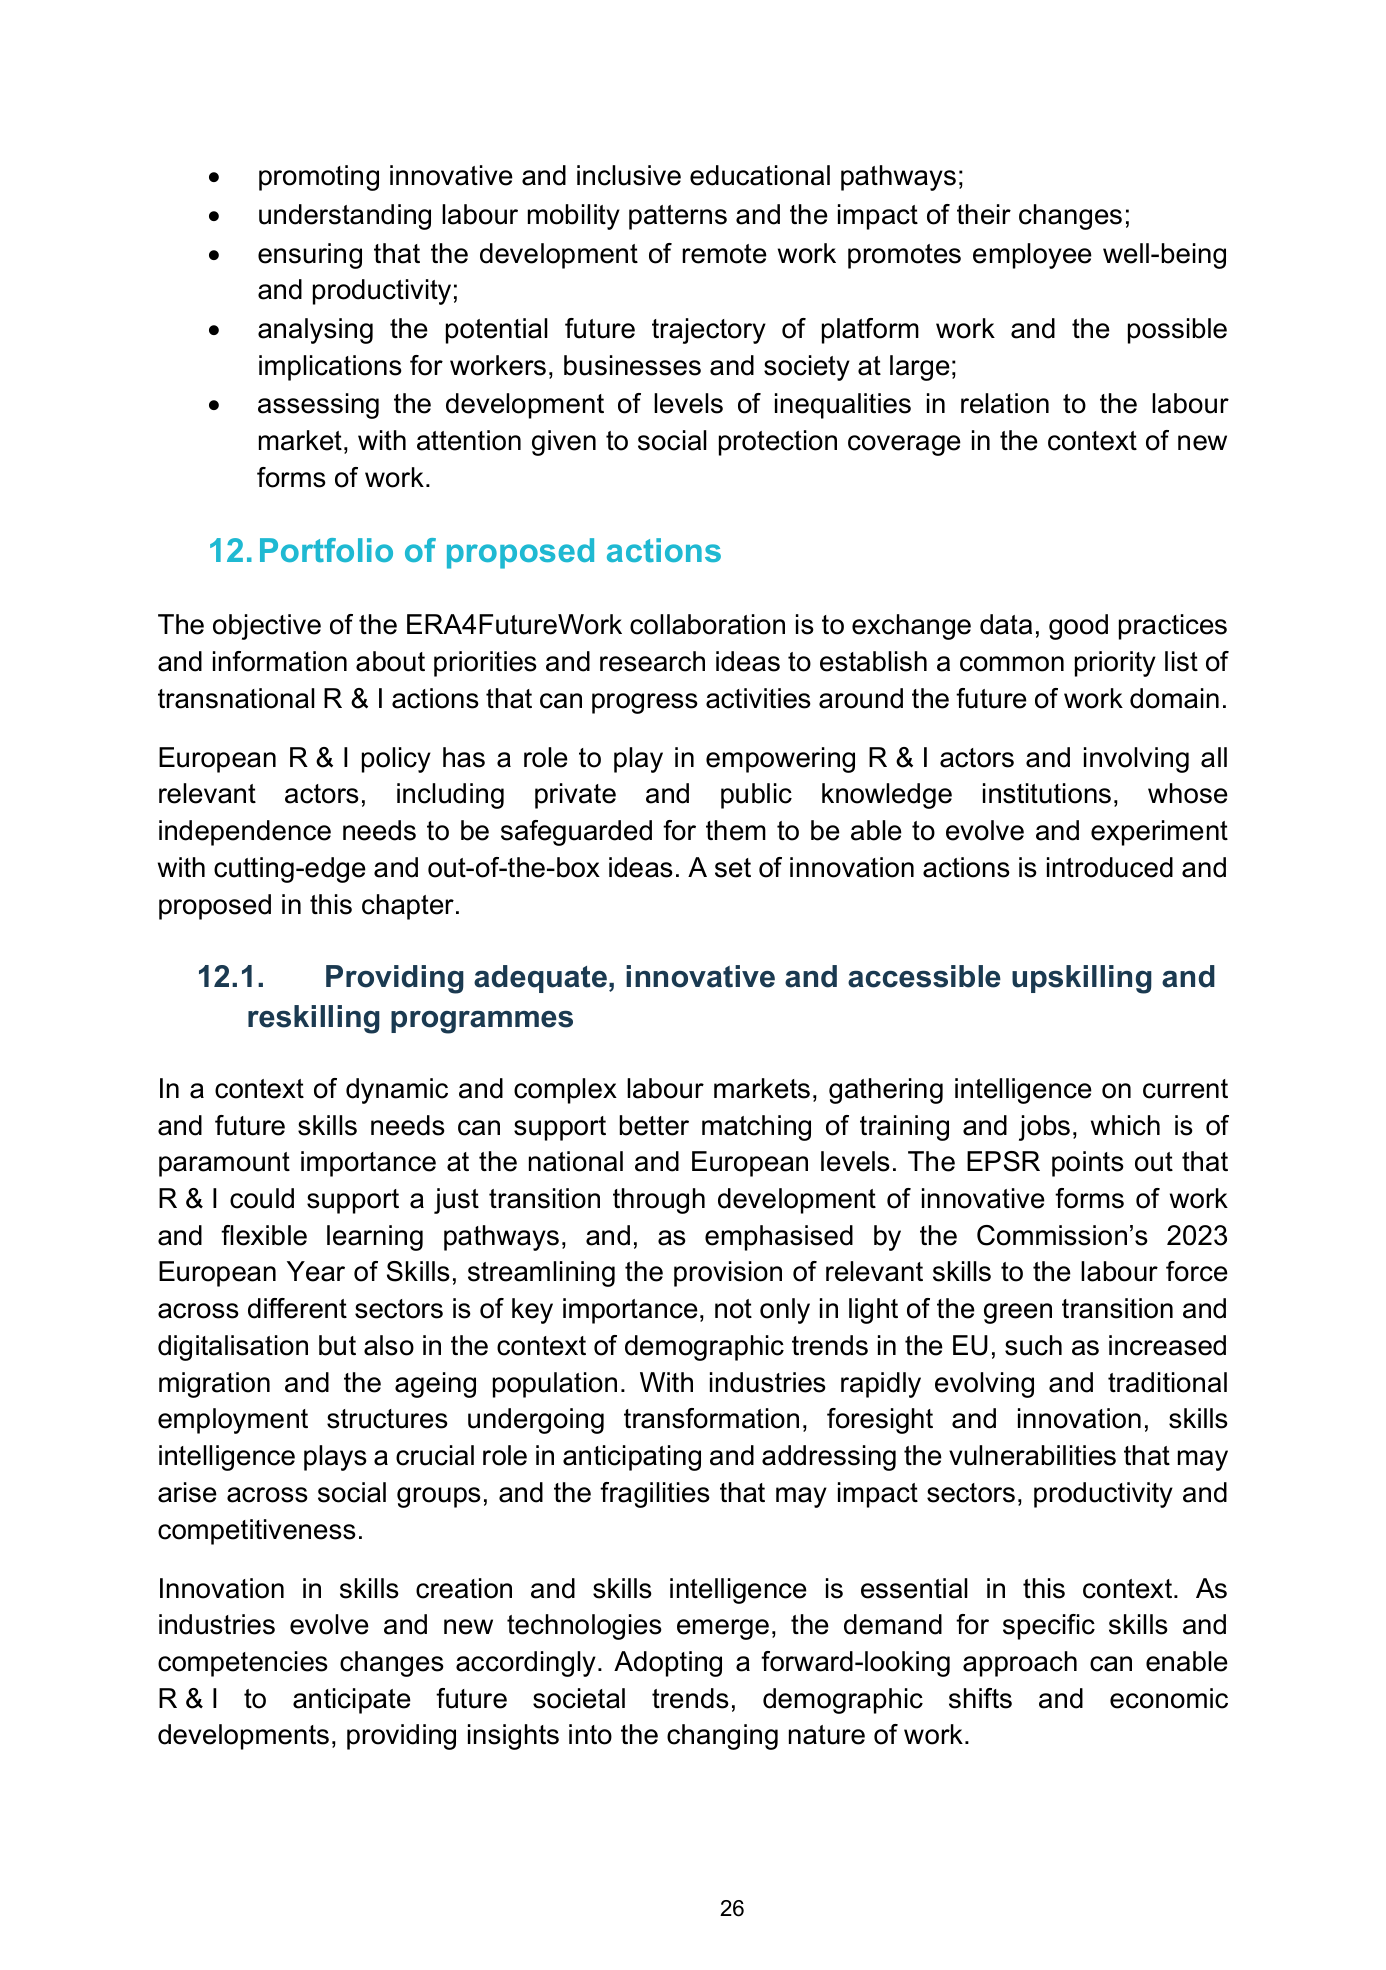 • promoting innovative and inclusive educational pathways;
• understanding labour mobility patterns and the impact of their changes;
• ensuring that the development of remote work promotes employee well-being
and productivity;
• analysing the potential future trajectory of platform work and the possible
implications for workers, businesses and society at large;
• assessing the development of levels of inequalities in relation to the labour
market, with attention given to social protection coverage in the context of new
forms of work.
12. Portfolio of proposed actions
The objective of the ERA4FutureWork collaboration is to exchange data, good practices
and information about priorities and research ideas to establish a common priority list of
transnational R & I actions that can progress activities around the future of work domain.
European R & I policy has a role to play in empowering R & I actors and involving all
relevant actors, including private and public knowledge institutions, whose
independence needs to be safeguarded for them to be able to evolve and experiment
with cutting-edge and out-of-the-box ideas. A set of innovation actions is introduced and
proposed in this chapter.
12.1. Providing adequate, innovative and accessible upskilling and
reskilling programmes
In a context of dynamic and complex labour markets, gathering intelligence on current
and future skills needs can support better matching of training and jobs, which is of
paramount importance at the national and European levels. The EPSR points out that
R & I could support a just transition through development of innovative forms of work
and flexible learning pathways, and, as emphasised by the Commission’s 2023
European Year of Skills, streamlining the provision of relevant skills to the labour force
across different sectors is of key importance, not only in light of the green transition and
digitalisation but also in the context of demographic trends in the EU, such as increased
migration and the ageing population. With industries rapidly evolving and traditional
employment structures undergoing transformation, foresight and innovation, skills
intelligence plays a crucial role in anticipating and addressing the vulnerabilities that may
arise across social groups, and the fragilities that may impact sectors, productivity and
competitiveness.
Innovation in skills creation and skills intelligence is essential in this context. As
industries evolve and new technologies emerge, the demand for specific skills and
competencies changes accordingly. Adopting a forward-looking approach can enable
R & I to anticipate future societal trends, demographic shifts and economic
developments, providing insights into the changing nature of work.
26